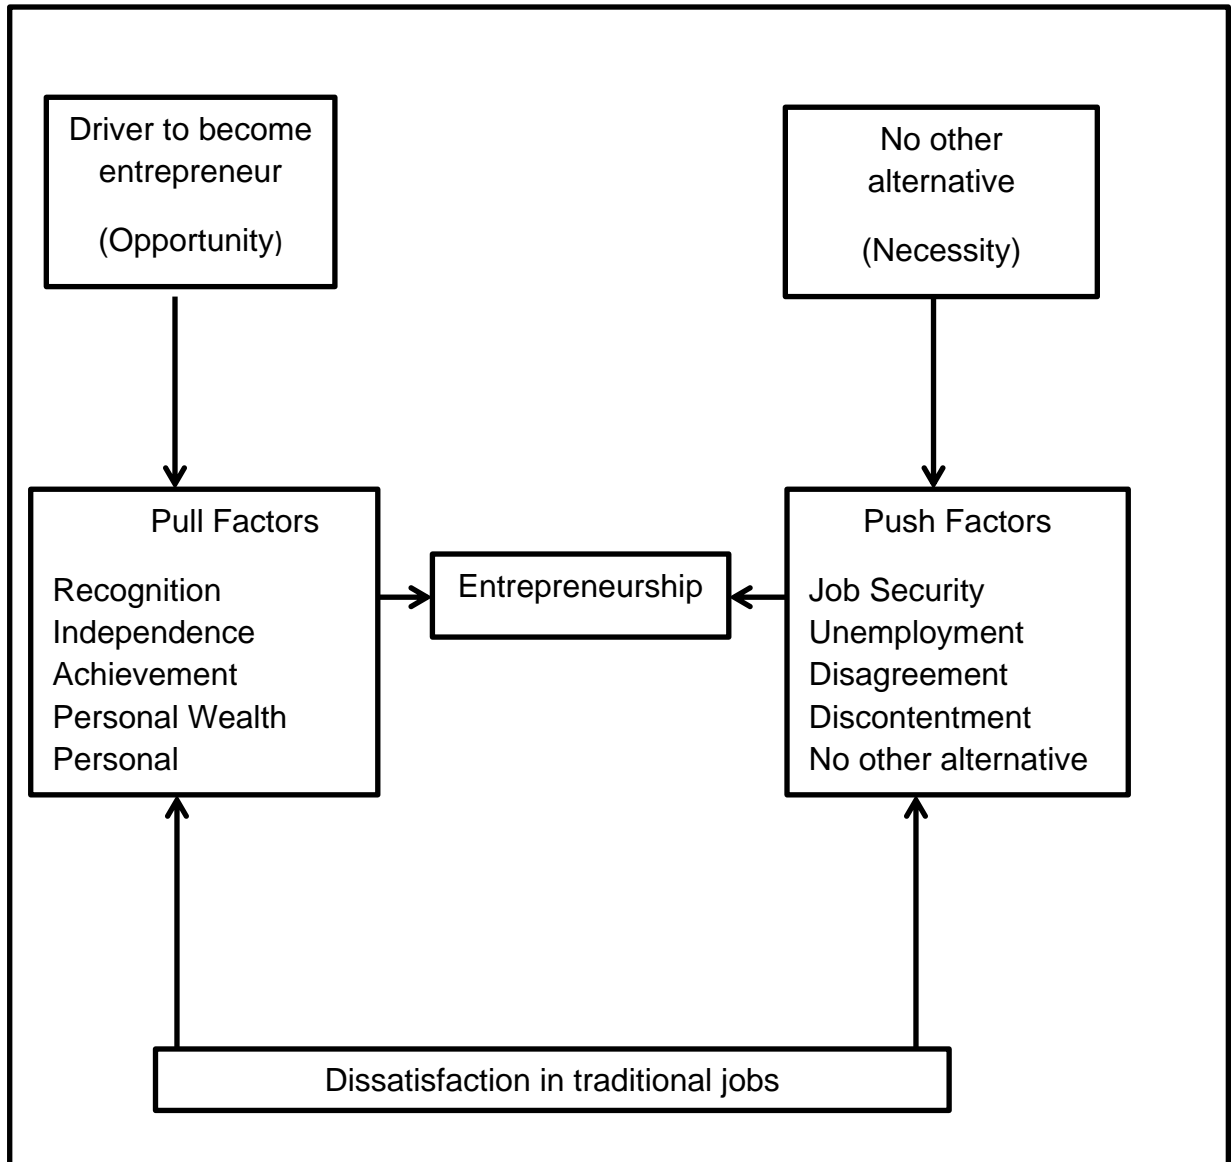 Driver to become
entrepreneur
(Opportunity)
No other
alternative
(Necessity)
Pull Factors
Recognition
Independence
Achievement
Personal Wealth
Personal
Entrepreneurship
Push Factors
Job Security
Unemployment
Disagreement
Discontentment
No other alternative
Dissatisfaction in traditional jobs